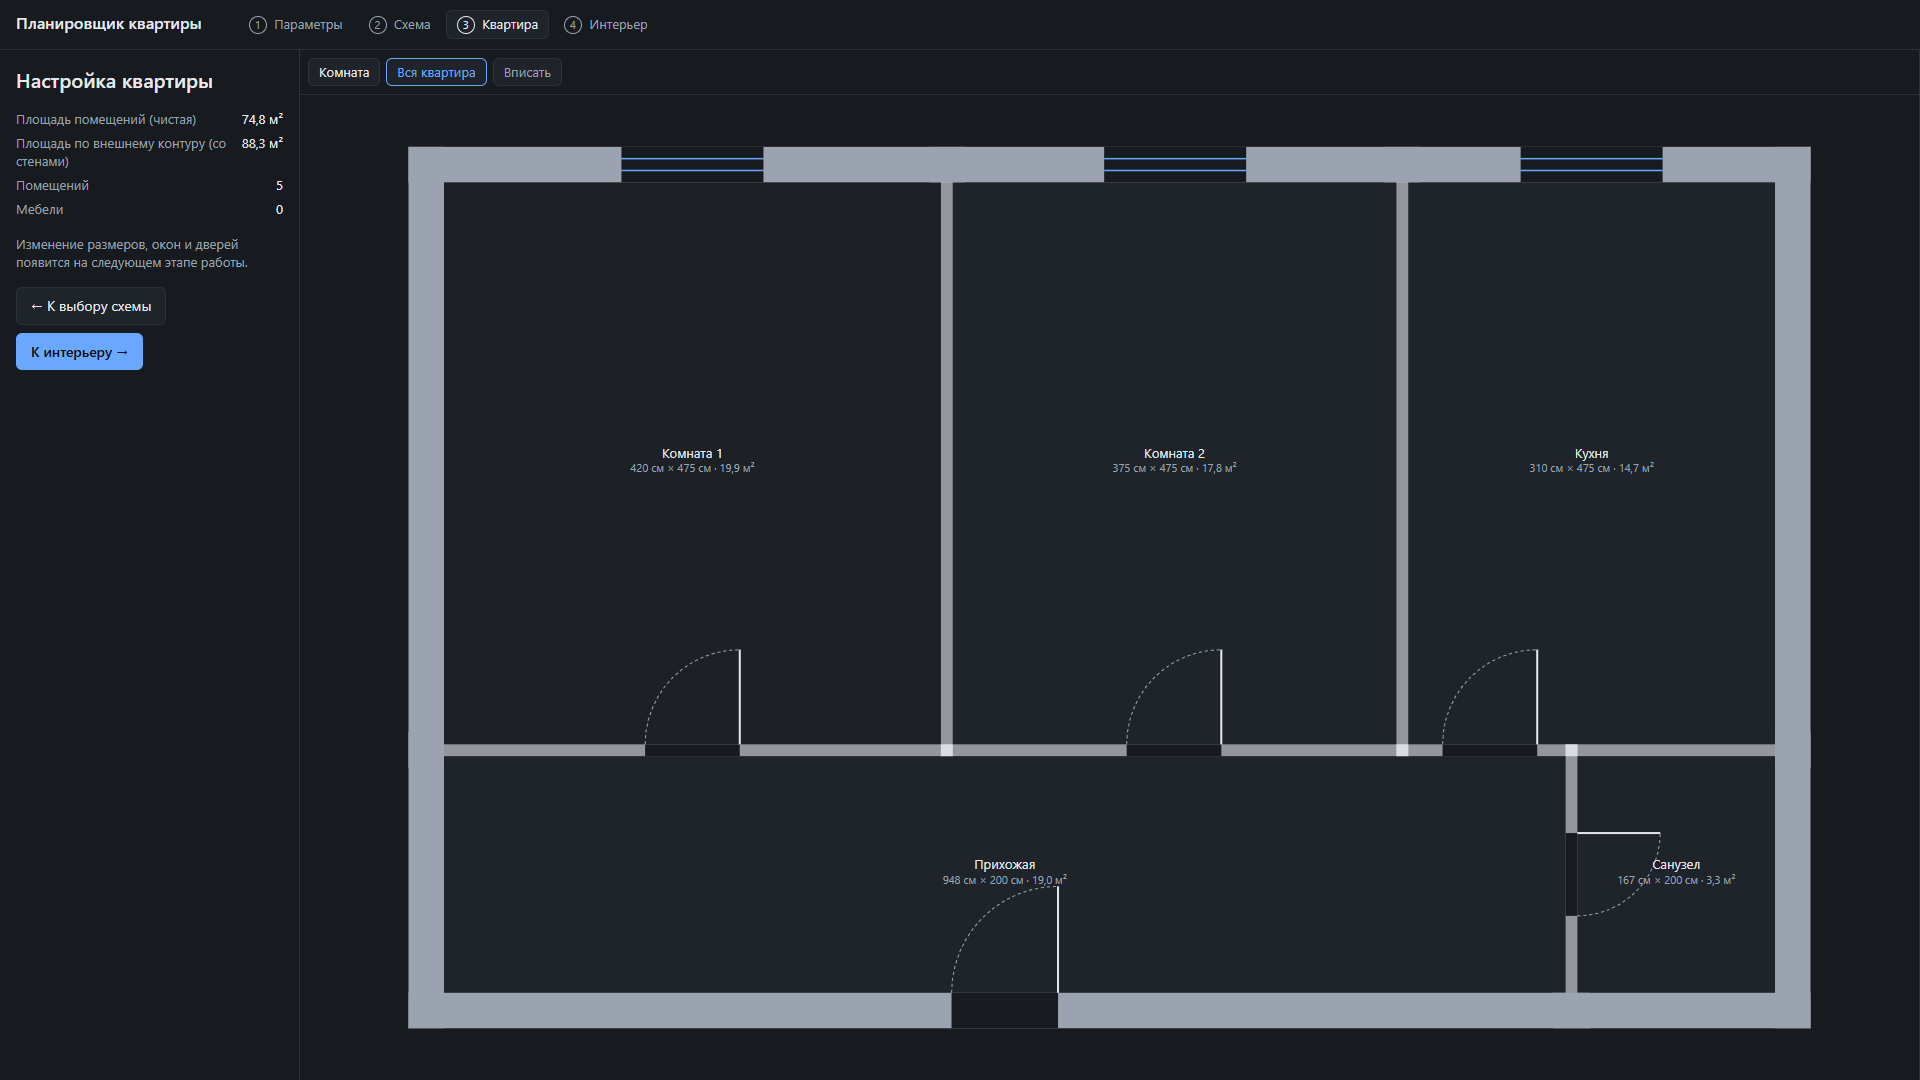 Планировщик квартиры
1 Параметры
2 Схема
3 Квартира
4 Интерьер
Настройка квартиры
Площадь помещений (чистая) 74,8 м²
Площадь по внешнему контуру (со стенами) 88,3 м²
Помещений 5
Мебели 0
Изменение размеров, окон и дверей
появится на следующем этапе работы.
← К выбору схемы
К интерьеру →
Комната
Вся квартира
Вписать
Комната 1
420 см × 475 см · 19,9 м²
Комната 2
375 см × 475 см · 17,8 м²
Кухня
310 см × 475 см · 14,7 м²
Прихожая
948 см × 200 см · 19,0 м²
Санузел
167 см × 200 см · 3,3 м²